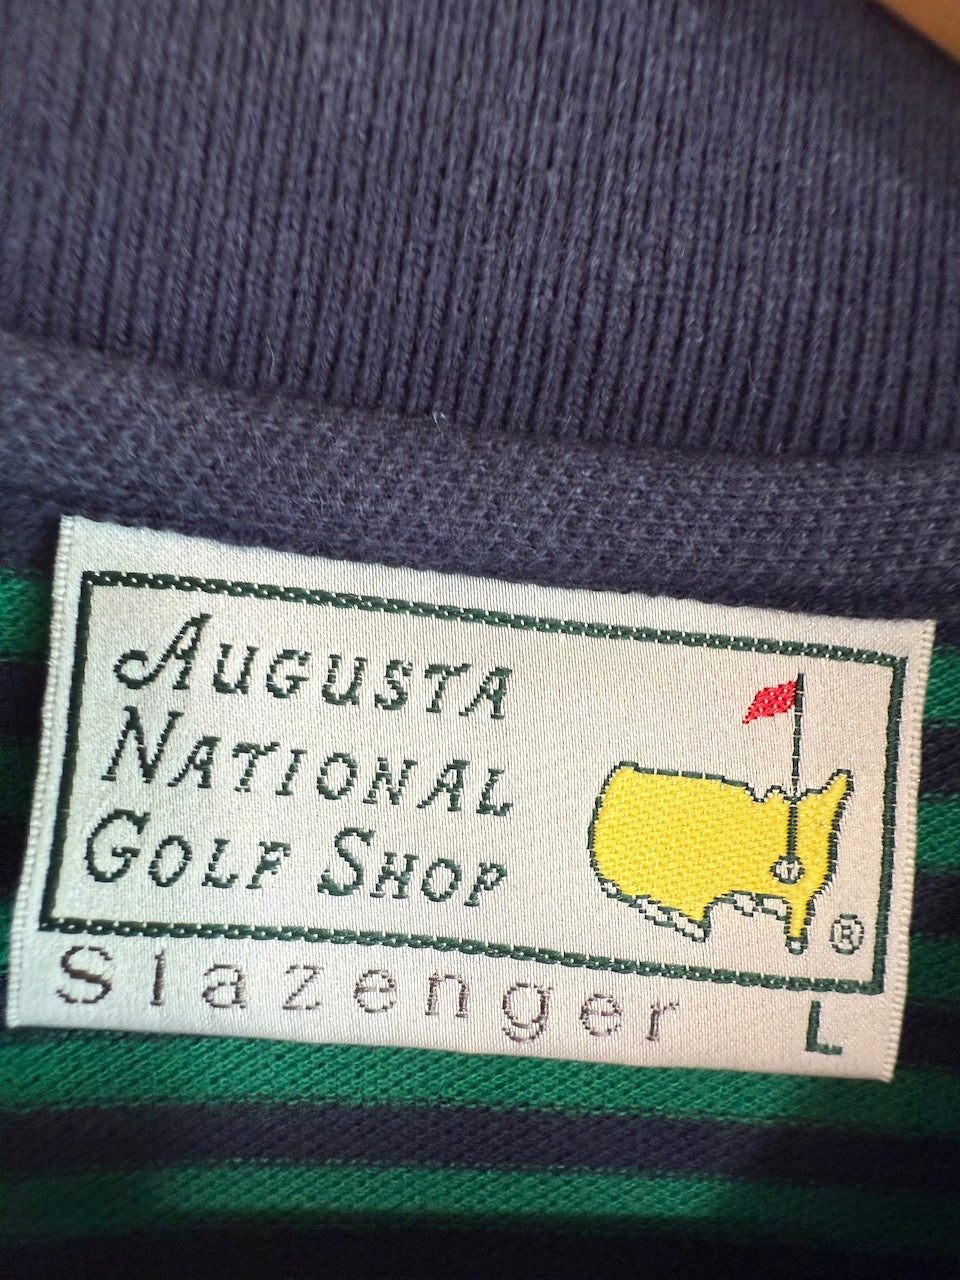 AUGUSTA
NATIONAL
GOLF SHOP
®
Slazenger
L